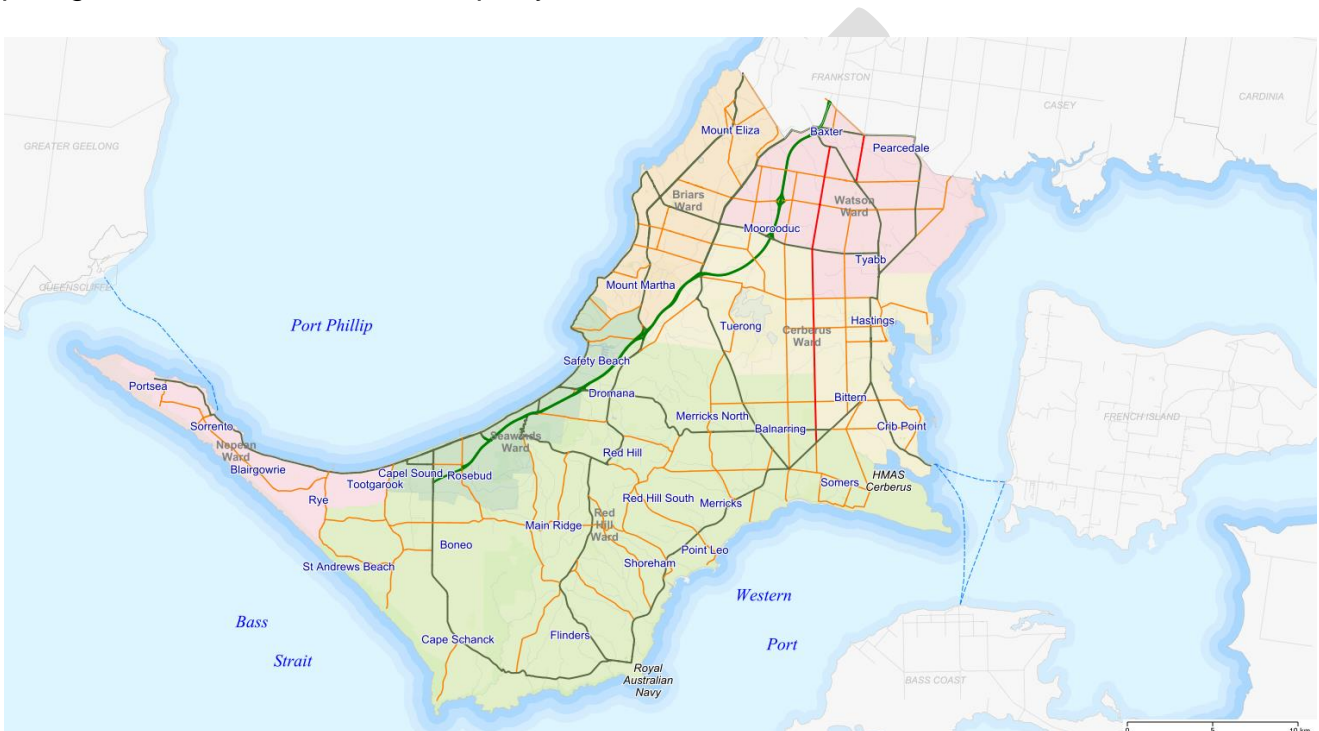 FRANKSTON
CASEY
CARDINIA
GREATER GEELONG
Mount Eliza
Baxter
Pearcedale
Briars
Ward
Watson
Ward
Moorooduc
Tyabb
QUEENSCLIFFE
Mount Martha
Port Phillip
Tuerong
Cerberus
Ward
Hastings
Safety Beach
Portsea
Dromana
Bittern
Merricks North
FRENCH ISLAND
Sorrento
Nepean
Ward
Seawinds
Ward
Balnarring
Crib Point
Blairgowrie
Red Hill
Capel Sound
Rosebud
Tootgarook
HMAS
Cerberus
Somers
Rye
Red Hill South
Merricks
Red
Hill
Ward
Main Ridge
Boneo
Point Leo
St Andrews Beach
Shoreham
Western
Port
Bass
Strait
Cape Schanck
Flinders
Royal
Australian
Navy
BASS COAST
0 5 10 km